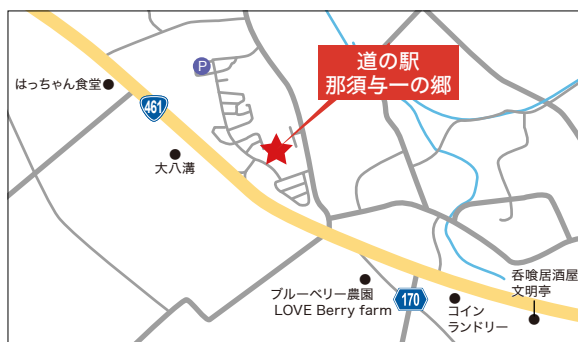 道の駅
那須与一の郷
P
はっちゃん食堂
461
大八溝
ブルーベリー農園
LOVE Berry farm
170
コイン
ランドリー
呑喰居酒屋
文明亭